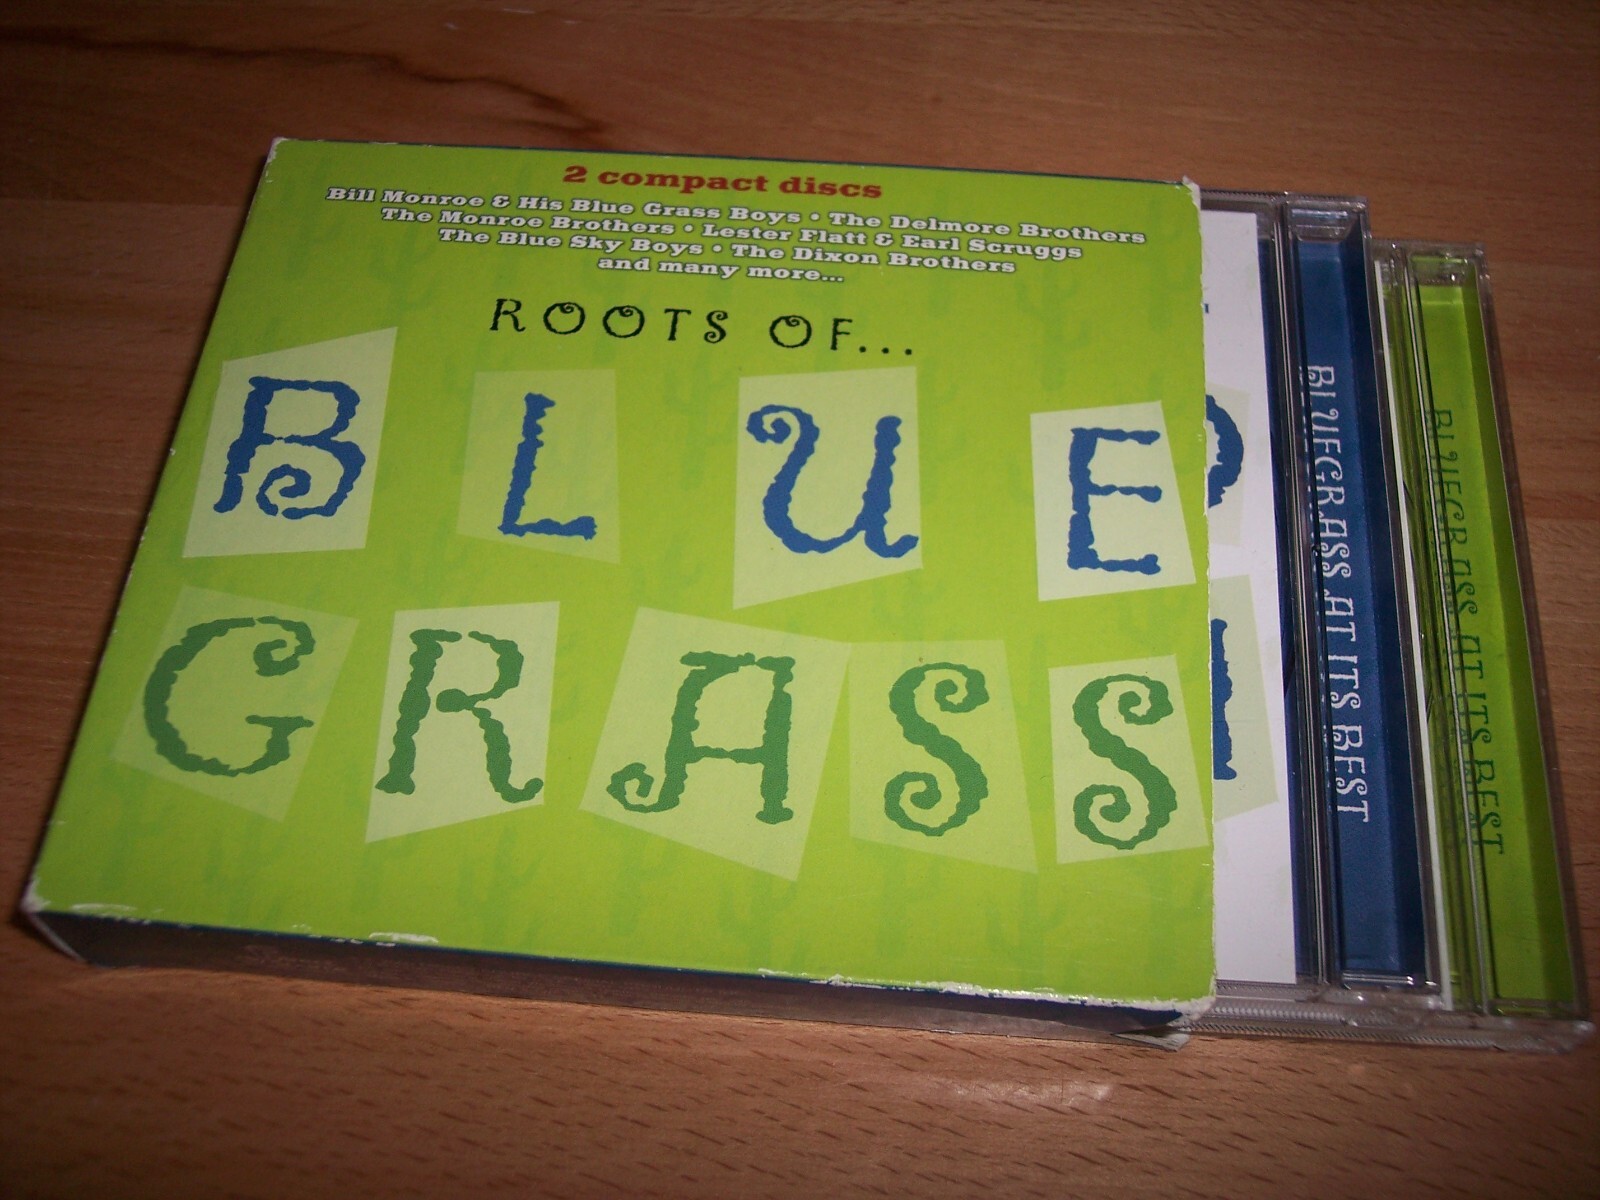 2 compact discs
Bill Monroe & His Blue Grass Boys • The Delmore Brothers
The Monroe Brothers • Lester Flatt & Earl Scruggs
The Blue Sky Boys • The Dixon Brothers
and many more...
ROOTS OF...
BLUE
GRASS
BLUEGRASS AT ITS BEST
BLUEGRASS AT ITS BEST